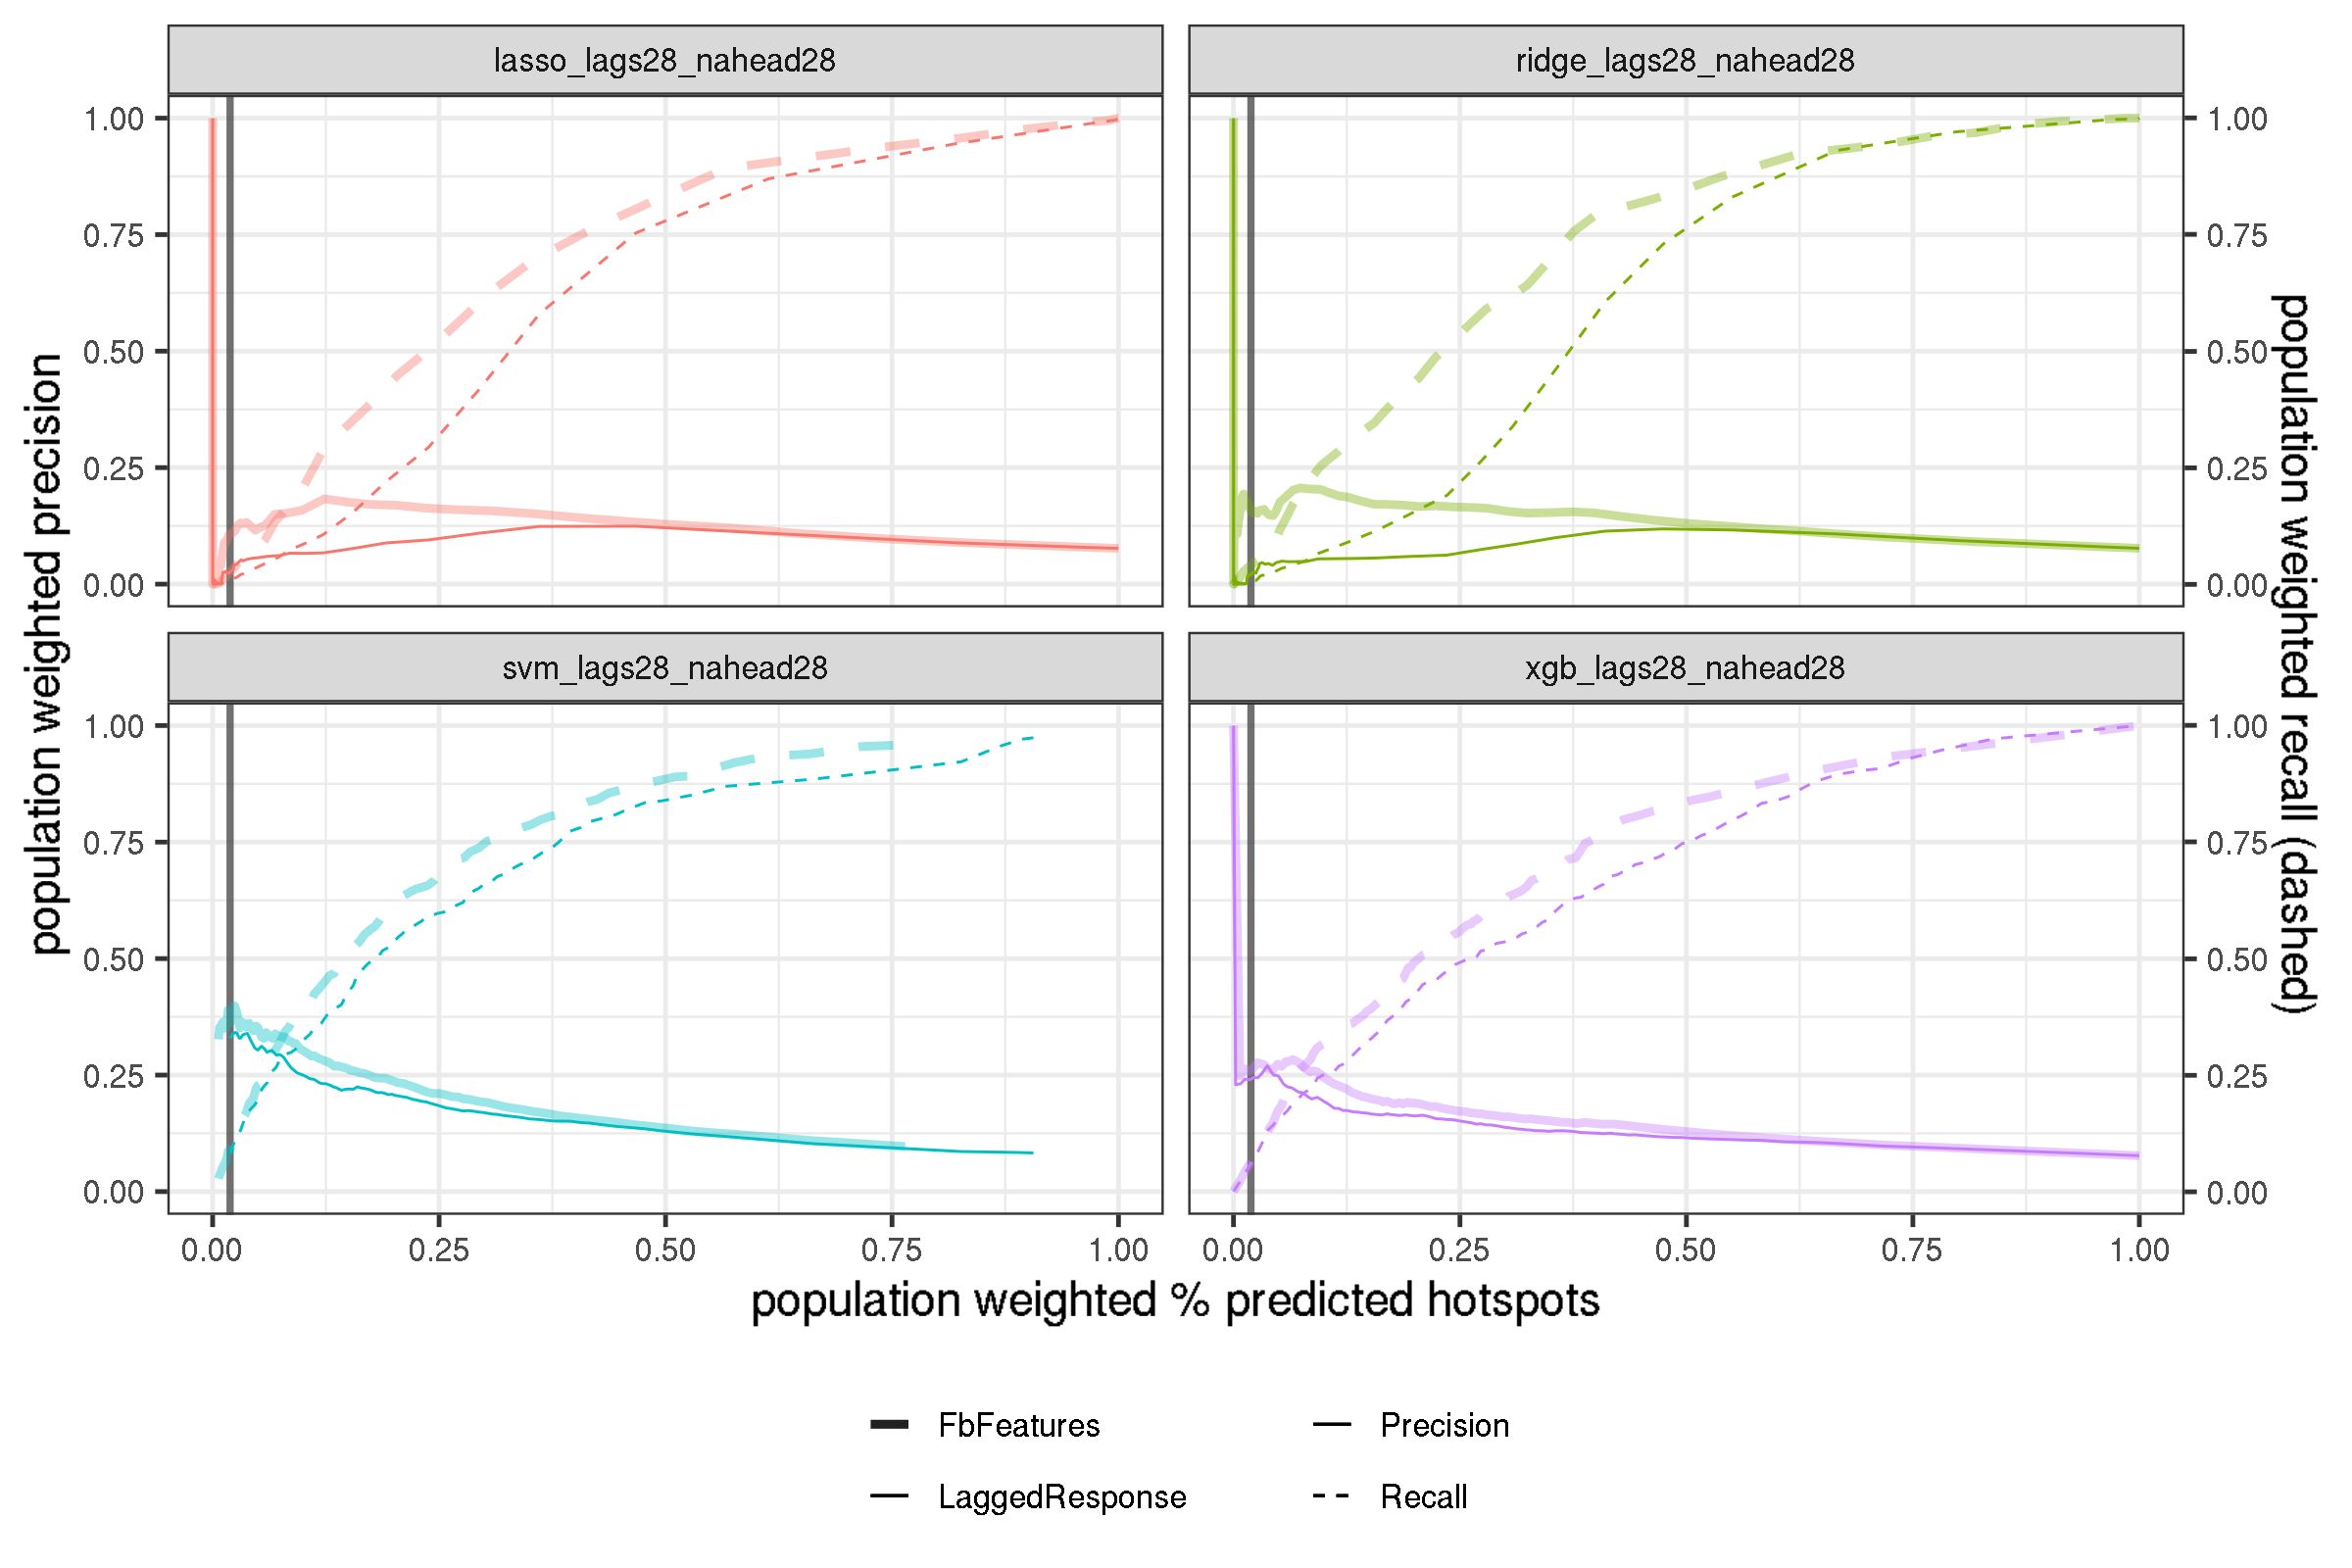 lasso_lags28_nahead28
ridge_lags28_nahead28
1.00
0.75
0.50
0.25
0.00
1.00
0.75
0.50
0.25
0.00
svm_lags28_nahead28
xgb_lags28_nahead28
1.00
0.75
0.50
0.25
0.00
1.00
0.75
0.50
0.25
0.00
population weighted precision
population weighted recall (dashed)
0.00 0.25 0.50 0.75 1.00
0.00 0.25 0.50 0.75 1.00
population weighted % predicted hotspots
FbFeatures
Precision
LaggedResponse
Recall